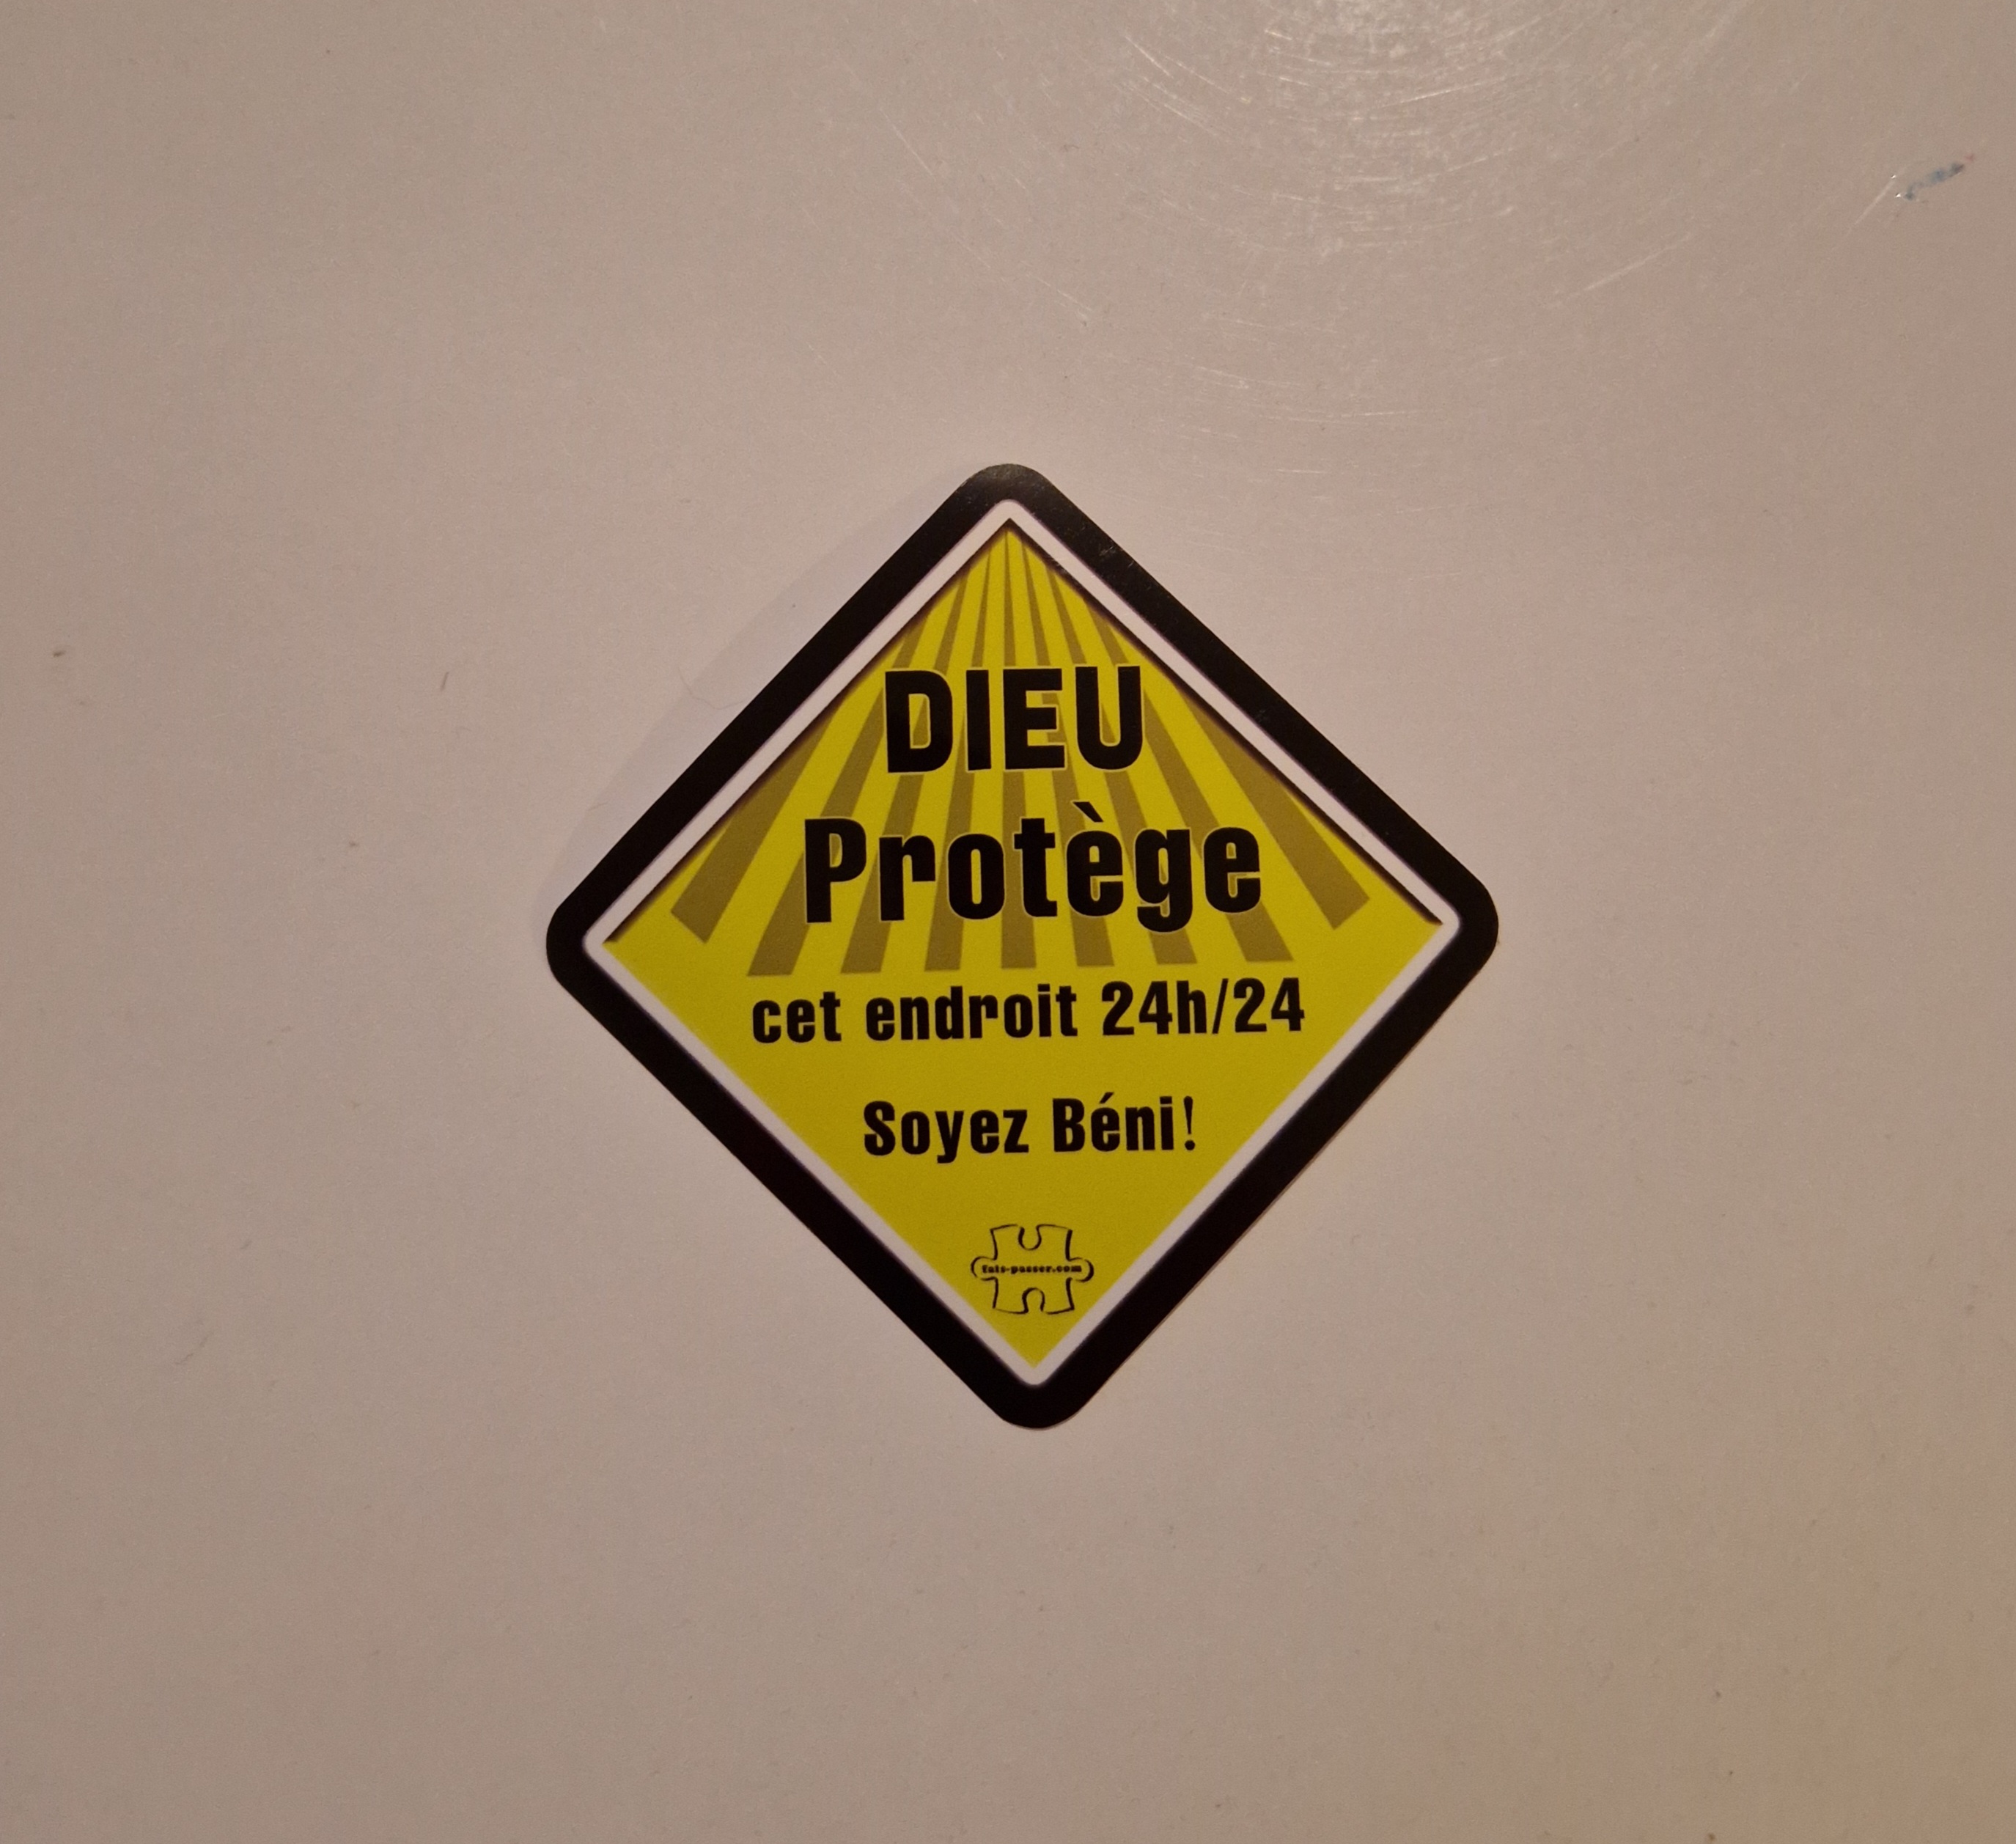 DIEU
Protège
cet endroit 24h/24
Soyez Béni!
fais-passer.com